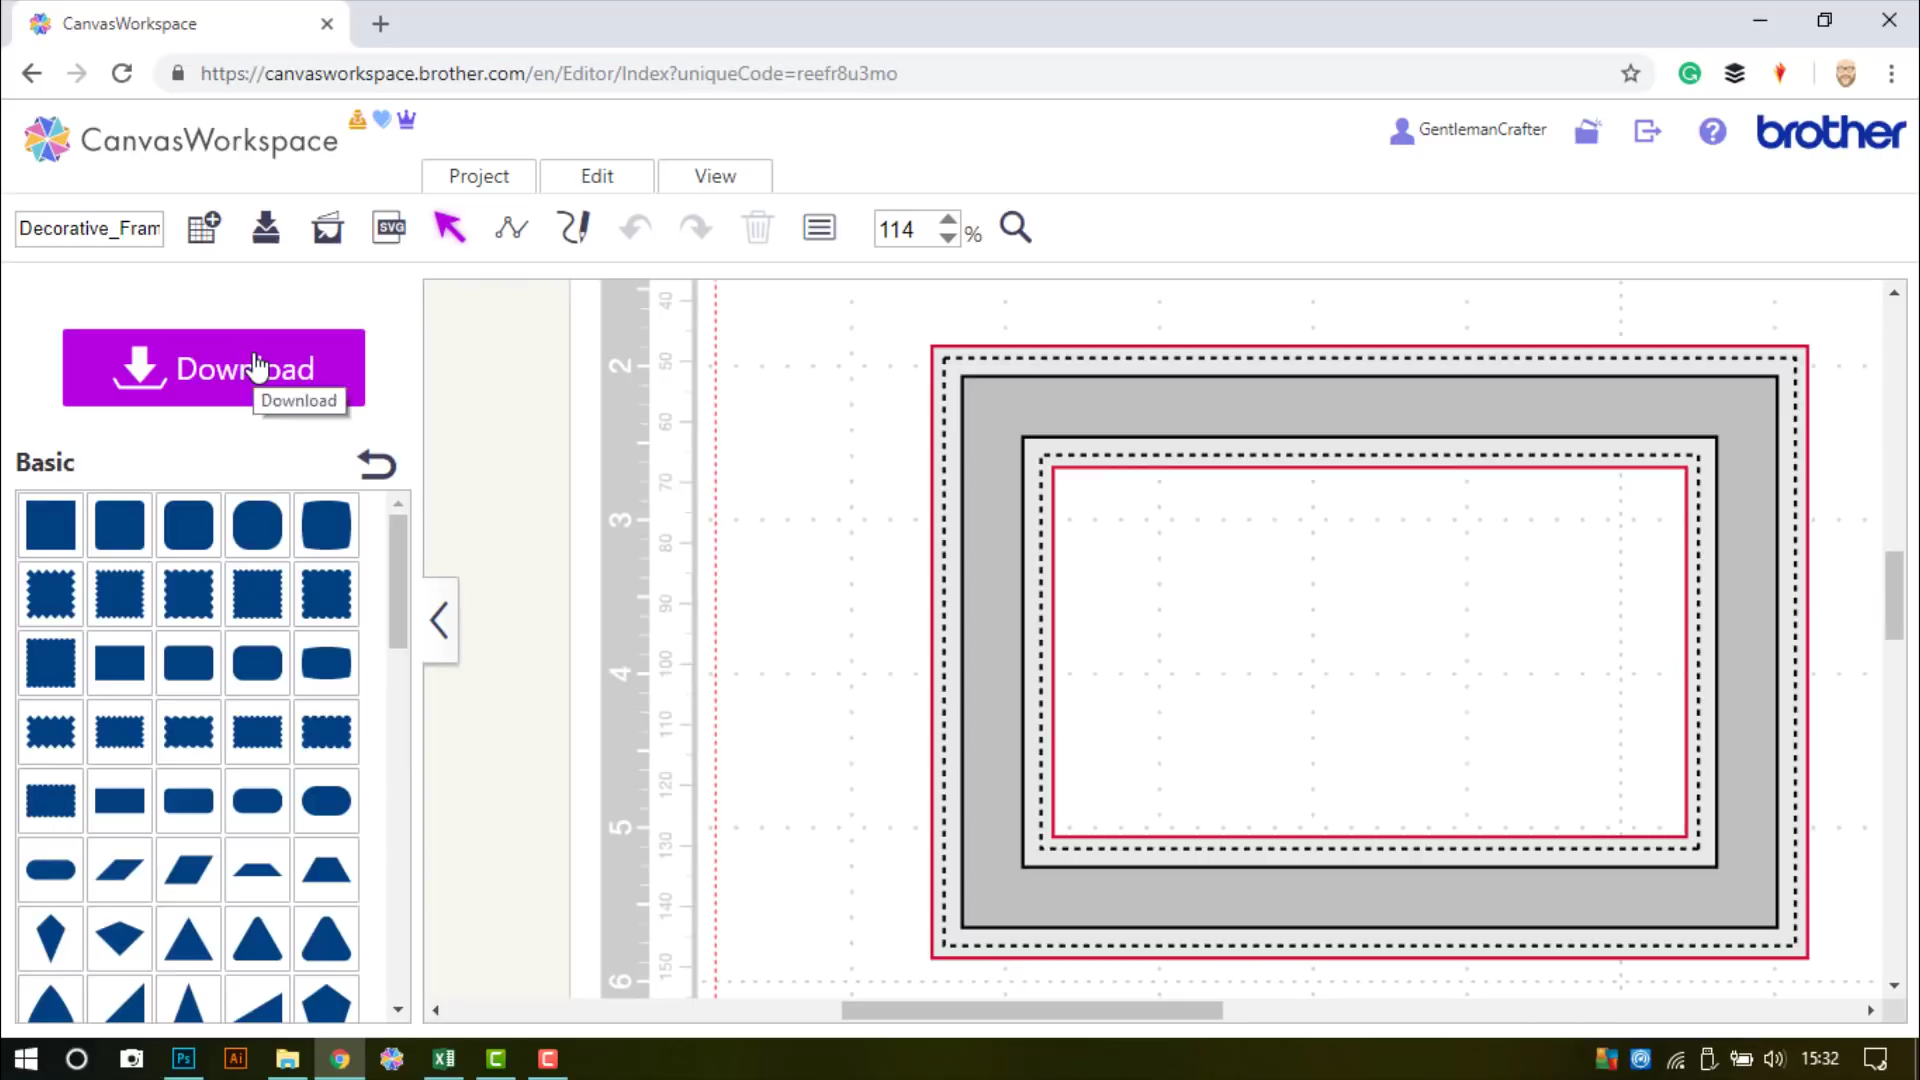 CanvasWorkspace
https://canvasworkspace.brother.com/en/Editor/Index?uniqueCode=reefr8u3mo
CanvasWorkspace
GentlemanCrafter
?
brother
Project
Edit
View
Decorative_Fram
SVG
114
%
Download
Download
Basic
40
2
50
60
70
3
80
90
4
100
110
120
5
130
140
150
6
Ps
Ai
15:32